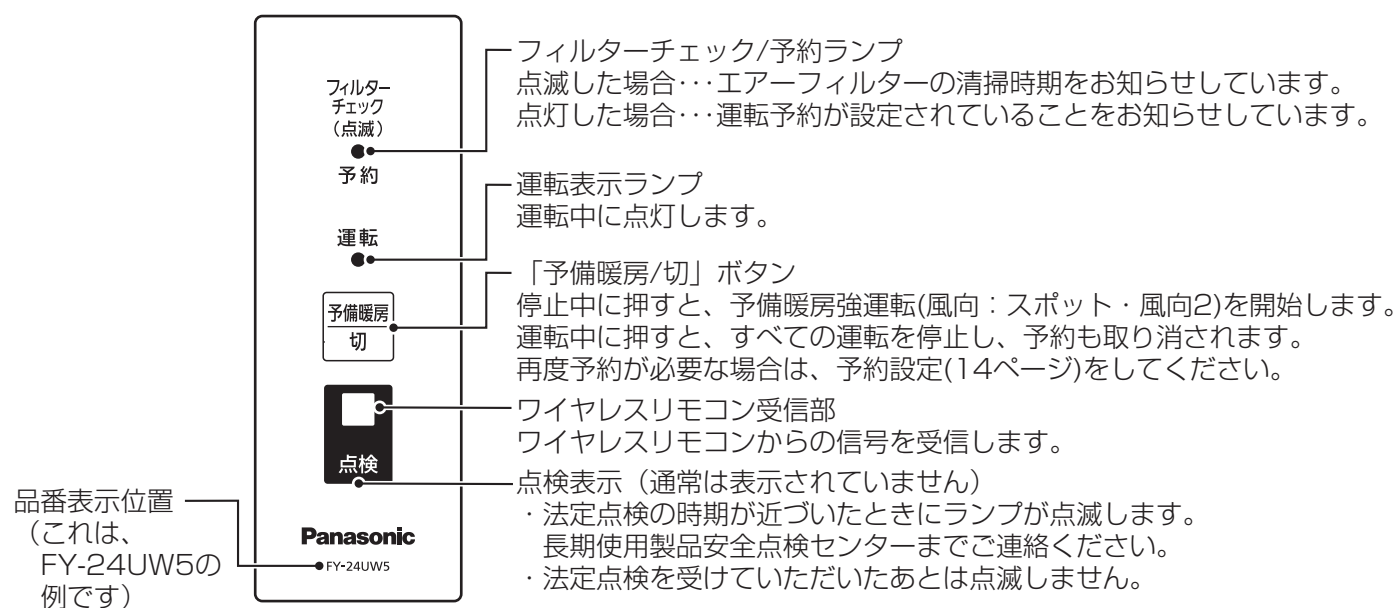 フィルター
チェック
（点滅）
予約
運転
予備暖房
切
点検
Panasonic
FY-24UW5
品番表示位置
（これは、
FY-24UW5の
例です）
フィルターチェック/予約ランプ
点滅した場合･･･エアーフィルターの清掃時期をお知らせしています。
点灯した場合･･･運転予約が設定されていることをお知らせしています。
運転表示ランプ
運転中に点灯します。
「予備暖房/切」ボタン
停止中に押すと、予備暖房強運転(風向：スポット・風向2)を開始します。
運転中に押すと、すべての運転を停止し、予約も取り消されます。
再度予約が必要な場合は、予約設定(14ページ)をしてください。
ワイヤレスリモコン受信部
ワイヤレスリモコンからの信号を受信します。
点検表示（通常は表示されていません）
・法定点検の時期が近づいたときにランプが点滅します。
長期使用製品安全点検センターまでご連絡ください。
・法定点検を受けていただいたあとは点滅しません。